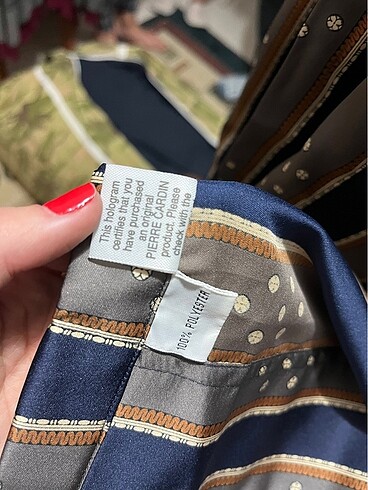 This hologram
certifies that you
have purchased
an original
PIERRE CARDIN
product. Please
check with the
100% POLYESTER